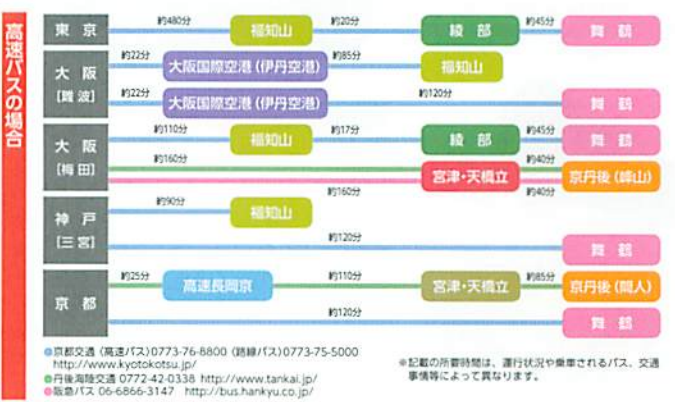 高速バスの場合
東京
約480分
福知山
約20分
綾部
約45分
舞鶴
大阪
[難波]
約22分
大阪国際空港(伊丹空港)
約85分
福知山
約22分
大阪国際空港(伊丹空港)
約120分
舞鶴
大阪
[梅田]
約110分
福知山
約17分
綾部
約45分
舞鶴
約160分
宮津・天橋立
約40分
京丹後(峰山)
約160分
約40分
神戸
[三宮]
約90分
福知山
約120分
舞鶴
京都
約25分
高速長岡京
約110分
宮津・天橋立
約85分
京丹後(間人)
約120分
舞鶴
●京都交通(高速バス)0773-76-8800(路線バス)0773-75-5000
http://www.kyotokotsu.jp/
●丹後海陸交通 0772-42-0338 http://www.tankai.jp/
●阪急バス 06-6866-3147 http://bus.hankyu.co.jp/
※記載の所要時間は、運行状況や乗車されるバス、交通
事情等によって異なります。